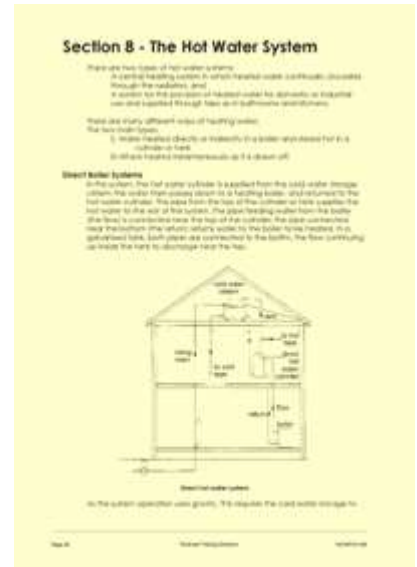 Section 8 - The Hot Water System
There are two types of hot water systems:
A central heating system in which heated water continually circulates
through the radiators, and
A system for the provision of heated water for domestic or industrial
use and supplied through taps as in bathrooms and kitchens.
There are many different ways of heating water.
The two main types:
Water heated directly or indirectly in a boiler and stored hot in a
cylinder or tank
Where heated instantaneously as it is drawn off.
Direct Boiler Systems
In this system, the hot water cylinder is supplied from the cold water storage
cistern, the water then passes down to a heating boiler, and returned to the
hot water cylinder. The pipe from the top of the cylinder or tank supplies the
hot water to the rest of the system. The pipe feeding water from the boiler
(the flow) is connected near the top of the cylinder. The pipe connected
near the bottom (the return) returns water to the boiler to be heated. In a
galvanised tank, both pipes are connected to the bottom, the flow continuing
up inside the tank to discharge near the top.
cold water
cistern
vent
to hot
taps
rising
main
to cold
taps
direct
hot
water
cylinder
return
flow
boiler
Direct hot water system
As the system operation uses gravity, this requires the cold water storage to
Page